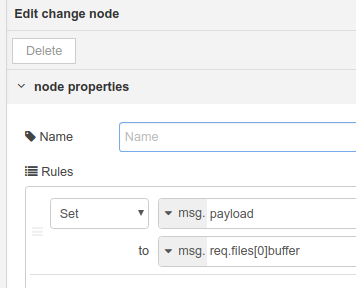 Edit change node
Delete
node properties
Name Name
Rules
Set msg. payload
to msg. req.files[0]buffer